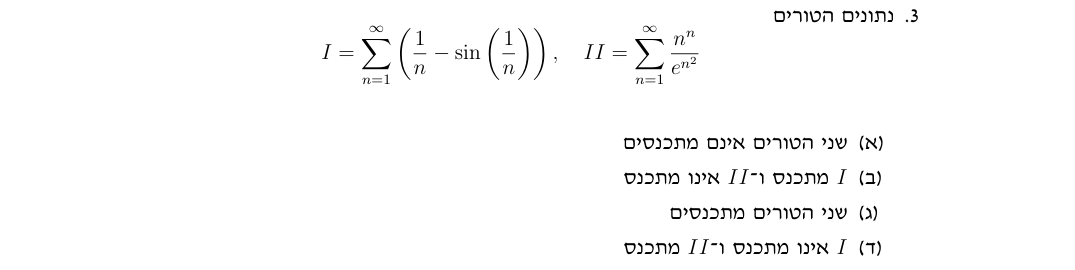 3. נתונים הטורים
I = \sum_{n=1}^{\infty} \left( \frac{1}{n} - \sin\left(\frac{1}{n}\right) \right), \quad II = \sum_{n=1}^{\infty} \frac{n^n}{e^{n^2}}
(א) שני הטורים אינם מתכנסים
(ב) I מתכנס ו־II אינו מתכנס
(ג) שני הטורים מתכנסים
(ד) I אינו מתכנס ו־II מתכנס